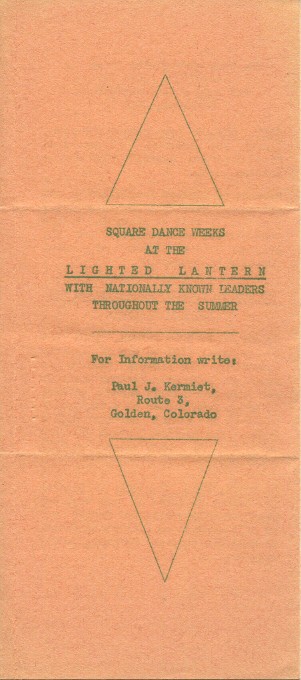 SQUARE DANCE WEEKS
AT THE
LIGHTED LANTERN
WITH NATIONALLY KNOWN LEADERS
THROUGHOUT THE SUMMER
For Information write:
Paul J. Kermiet,
Route 3,
Golden, Colorado